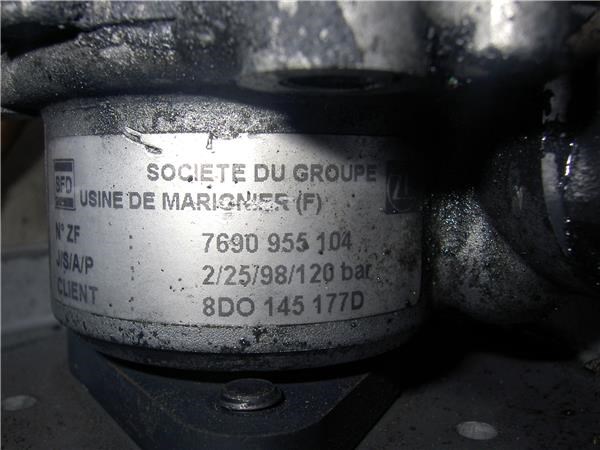 BFD
SOCIETE DU GROUPE
USINE DE MARIGNIER (F)
N° ZF : 7690 955 104
J/S/A/P : 2/25/98/120 bar
CLIENT : 8DO 145 177D